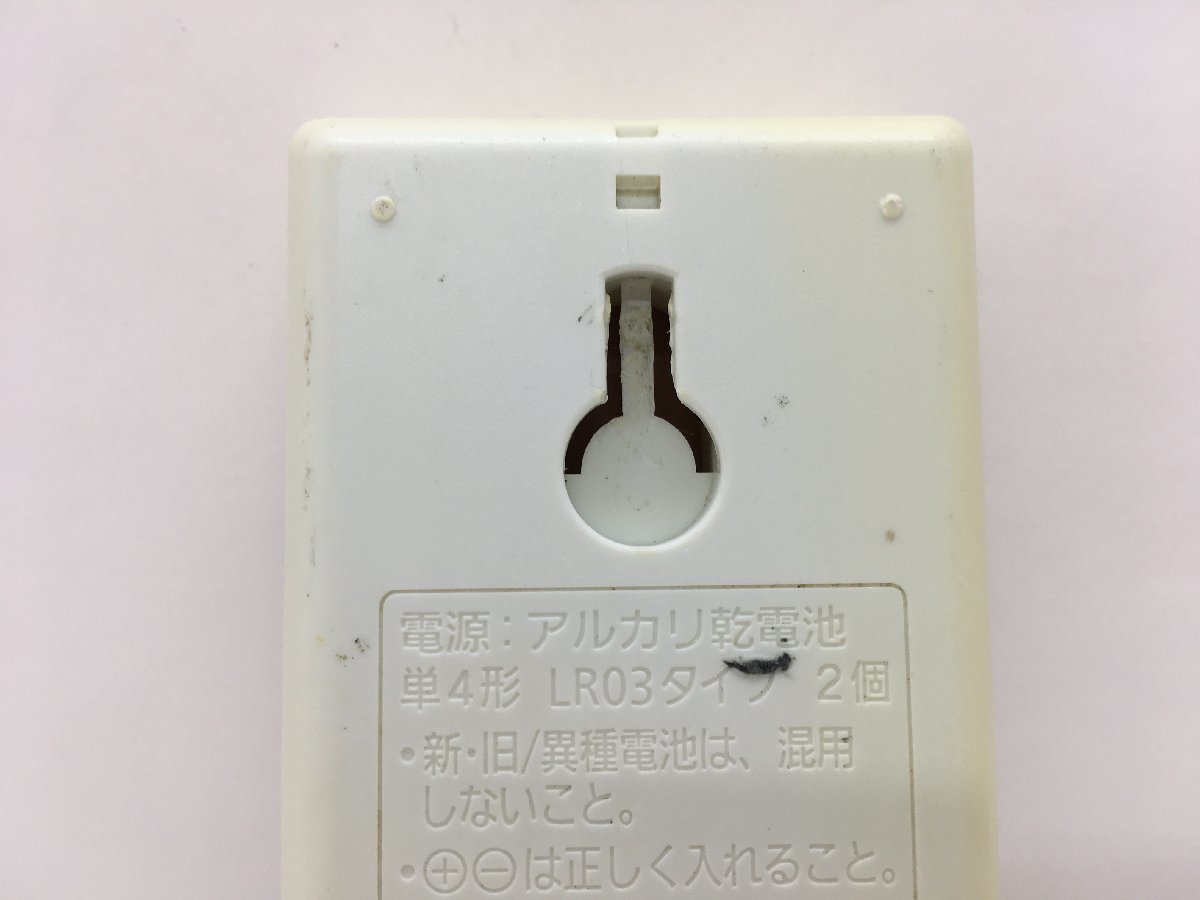 電源:アルカリ乾電池
単4形 LR03タイプ 2個
・新・旧/異種電池は、混用
しないこと。
・⊕⊖は正しく入れること。